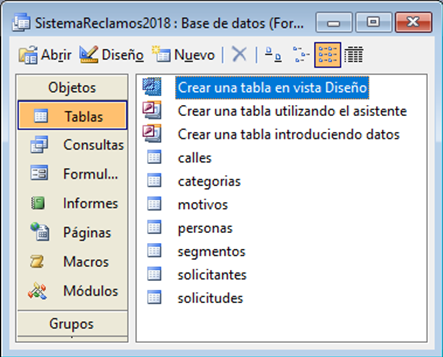 SistemaReclamos2018 : Base de datos (For...
Abrir Diseño Nuevo
Objetos
Tablas
Consultas
Formul...
Informes
Páginas
Macros
Módulos
Grupos
Crear una tabla en vista Diseño
Crear una tabla utilizando el asistente
Crear una tabla introduciendo datos
calles
categorias
motivos
personas
segmentos
solicitantes
solicitudes